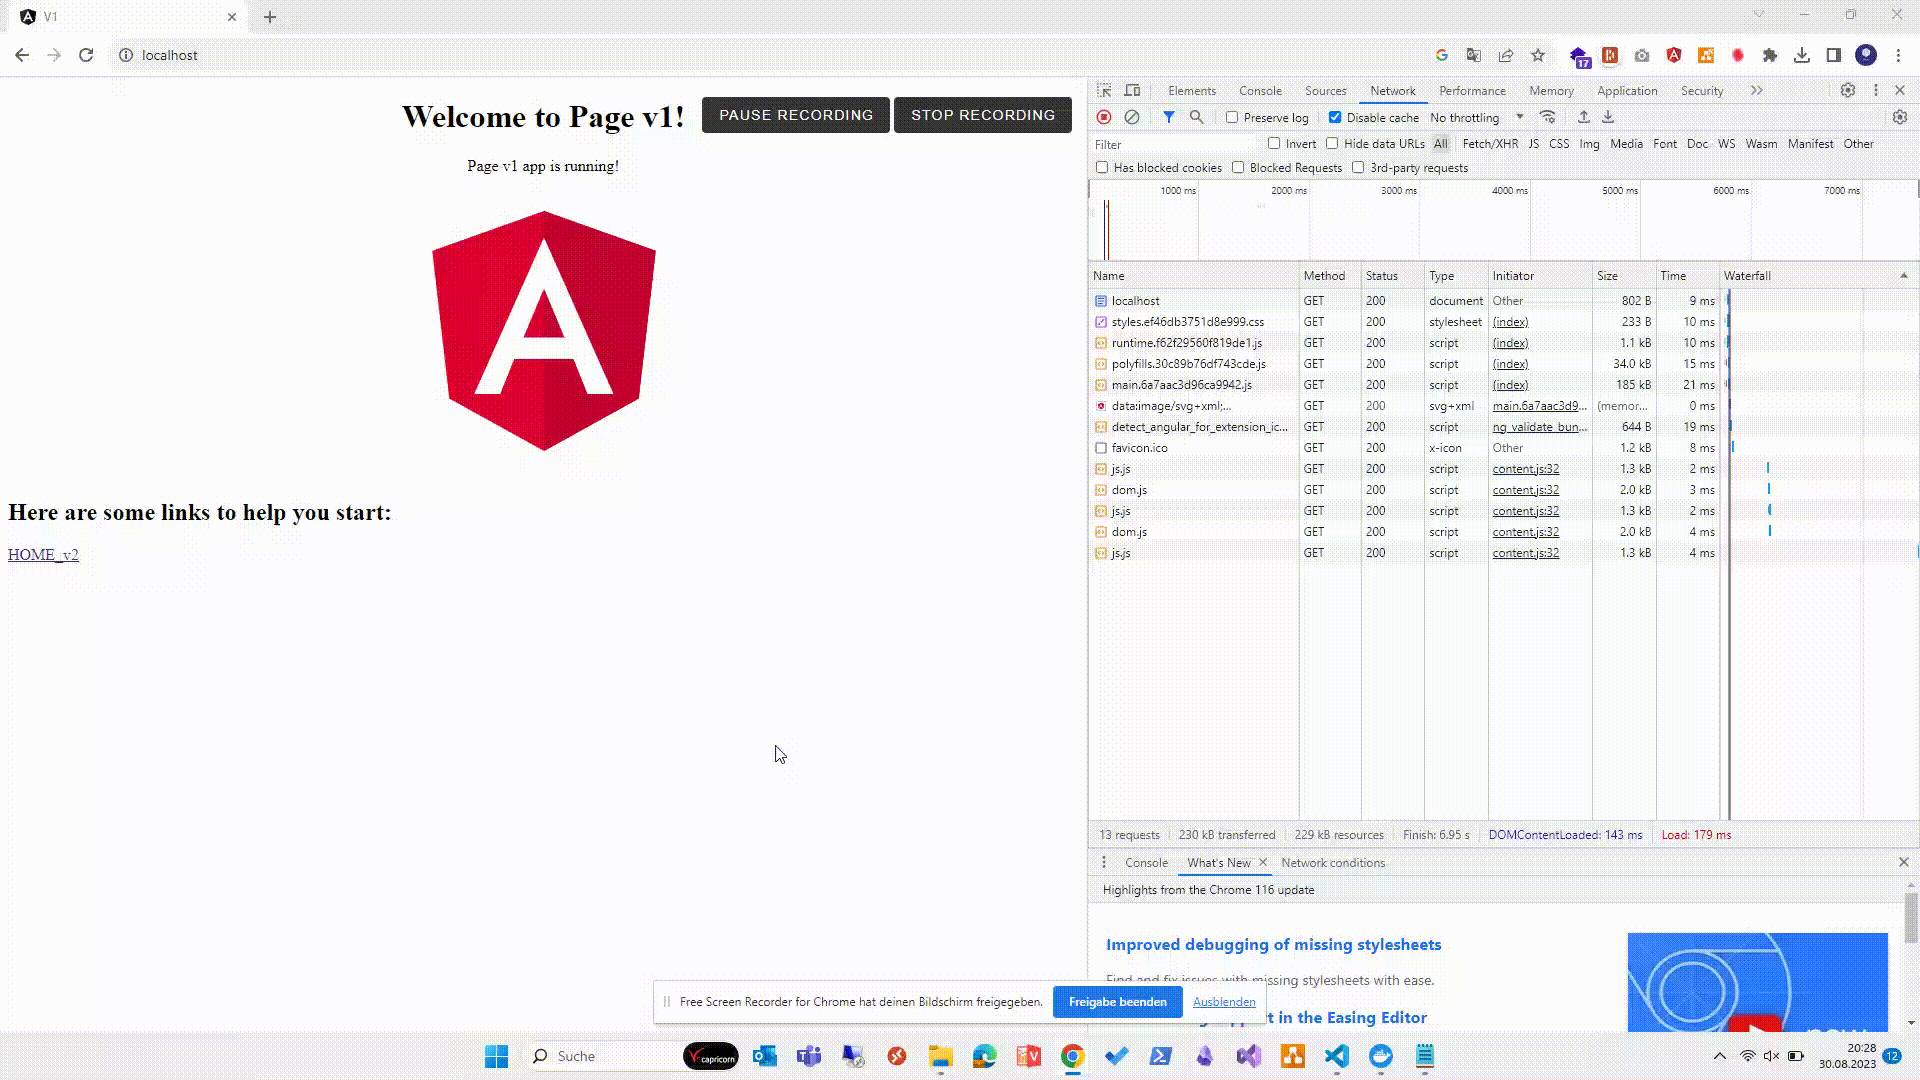 V1
localhost
17
Welcome to Page v1!
PAUSE RECORDING
STOP RECORDING
Page v1 app is running!
Here are some links to help you start:
HOME_v2
Elements Console Sources Network Performance Memory Application Security
Preserve log Disable cache No throttling
Filter Invert Hide data URLs All Fetch/XHR JS CSS Img Media Font Doc WS Wasm Manifest Other
Has blocked cookies Blocked Requests 3rd-party requests
1000 ms 2000 ms 3000 ms 4000 ms 5000 ms 6000 ms 7000 ms
Name Method Status Type Initiator Size Time Waterfall
localhost GET 200 document Other 802 B 9 ms
styles.ef46db3751d8e999.css GET 200 stylesheet (index) 233 B 10 ms
runtime.f62f29560f819de1.js GET 200 script (index) 1.1 kB 10 ms
polyfills.30c89b76df743cde.js GET 200 script (index) 34.0 kB 15 ms
main.6a7aac3d96ca9942.js GET 200 script (index) 185 kB 21 ms
data:image/svg+xml;... GET 200 svg+xml main.6a7aac3d9... (memor... 0 ms
detect_angular_for_extension_ic... GET 200 script ng_validate_bun... 644 B 19 ms
favicon.ico GET 200 x-icon Other 1.2 kB 8 ms
js.js GET 200 script content.js:32 1.3 kB 2 ms
dom.js GET 200 script content.js:32 2.0 kB 3 ms
js.js GET 200 script content.js:32 1.3 kB 2 ms
dom.js GET 200 script content.js:32 2.0 kB 4 ms
js.js GET 200 script content.js:32 1.3 kB 4 ms
13 requests 230 kB transferred 229 kB resources Finish: 6.95 s DOMContentLoaded: 143 ms Load: 179 ms
Console What's New Network conditions
Highlights from the Chrome 116 update
Improved debugging of missing stylesheets
Find and fix issues with missing stylesheets with ease.
in the Easing Editor
Free Screen Recorder for Chrome hat deinen Bildschirm freigegeben. Freigabe beenden Ausblenden
Suche
capricorn
20:28
30.08.2023
12